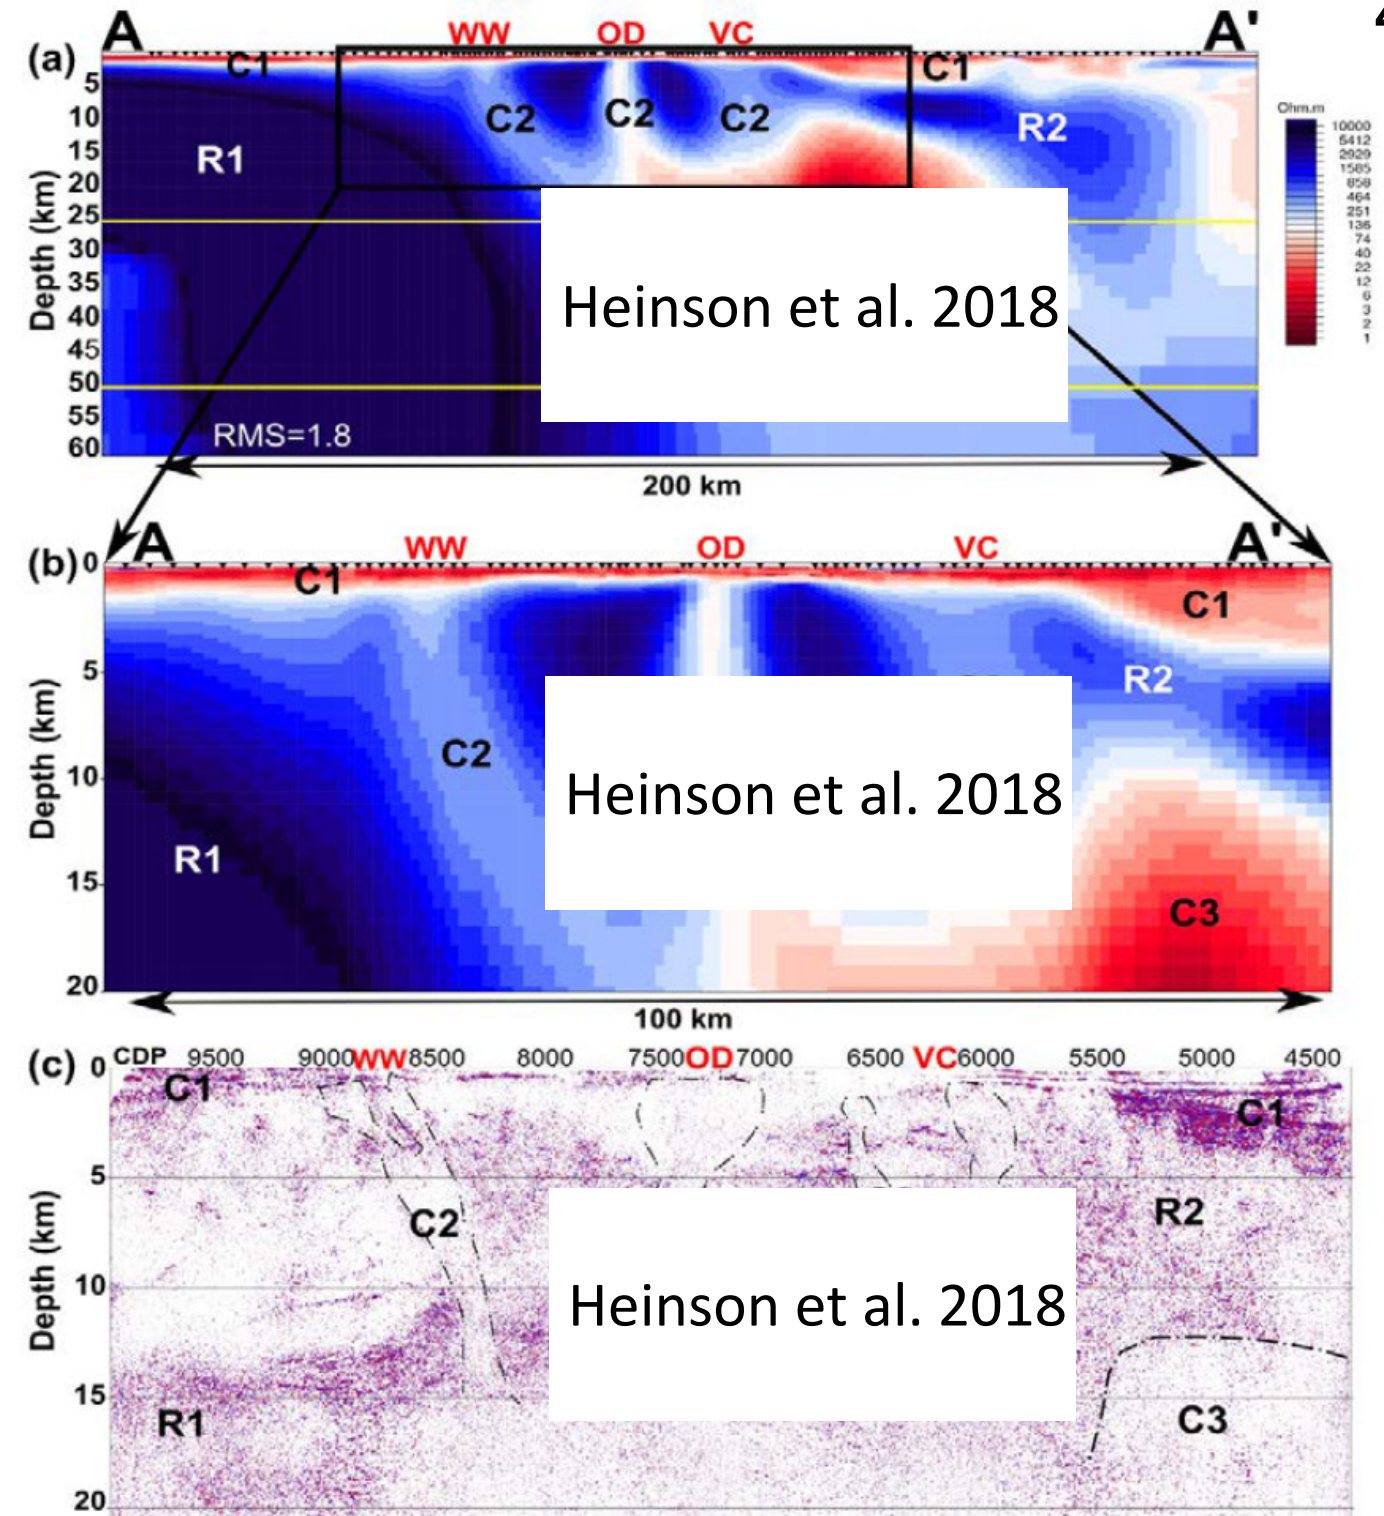 4
A WW OD VC A'
(a)
C1 C1
5
10
15
20
25
30
35
40
45
50
55
60
Depth (km)
C2 C2 C2
R1 R2
Heinson et al. 2018
RMS=1.8
200 km
Ohm.m
10000
5412
2929
1585
858
464
251
136
74
40
22
12
6
3
2
1
(b)
A WW OD VC A'
0
5
10
15
20
Depth (km)
C1 C1
R2
C2
Heinson et al. 2018
R1
C3
100 km
(c)
CDP 9500 9000 WW 8500 8000 7500 OD 7000 6500 VC 6000 5500 5000 4500
0
5
10
15
20
Depth (km)
C1 C1
C2 R2
Heinson et al. 2018
R1 C3